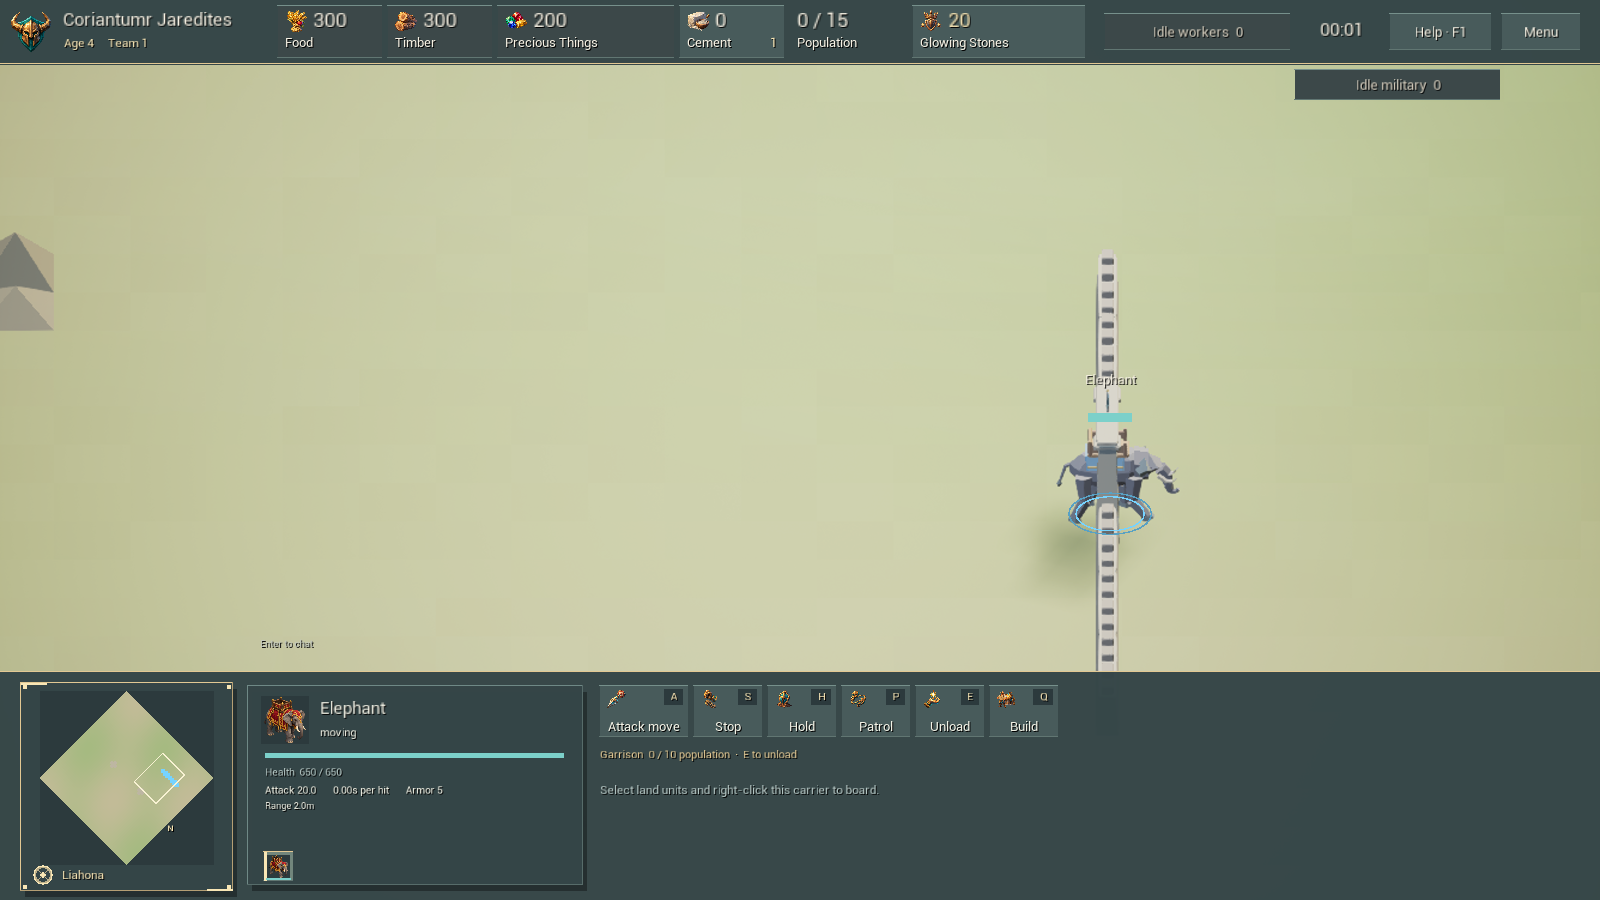 Coriantumr Jaredites
Age 4 Team 1
300
Food
300
Timber
200
Precious Things
0
Cement 1
0 / 15
Population
20
Glowing Stones
Idle workers 0
00:01
Help · F1
Menu
Idle military 0
Elephant
Enter to chat
N
Liahona
Elephant
moving
Health 650 / 650
Attack 20.0 0.00s per hit Armor 5
Range 2.0m
A
Attack move
S
Stop
H
Hold
P
Patrol
E
Unload
Q
Build
Garrison 0 / 10 population · E to unload
Select land units and right-click this carrier to board.